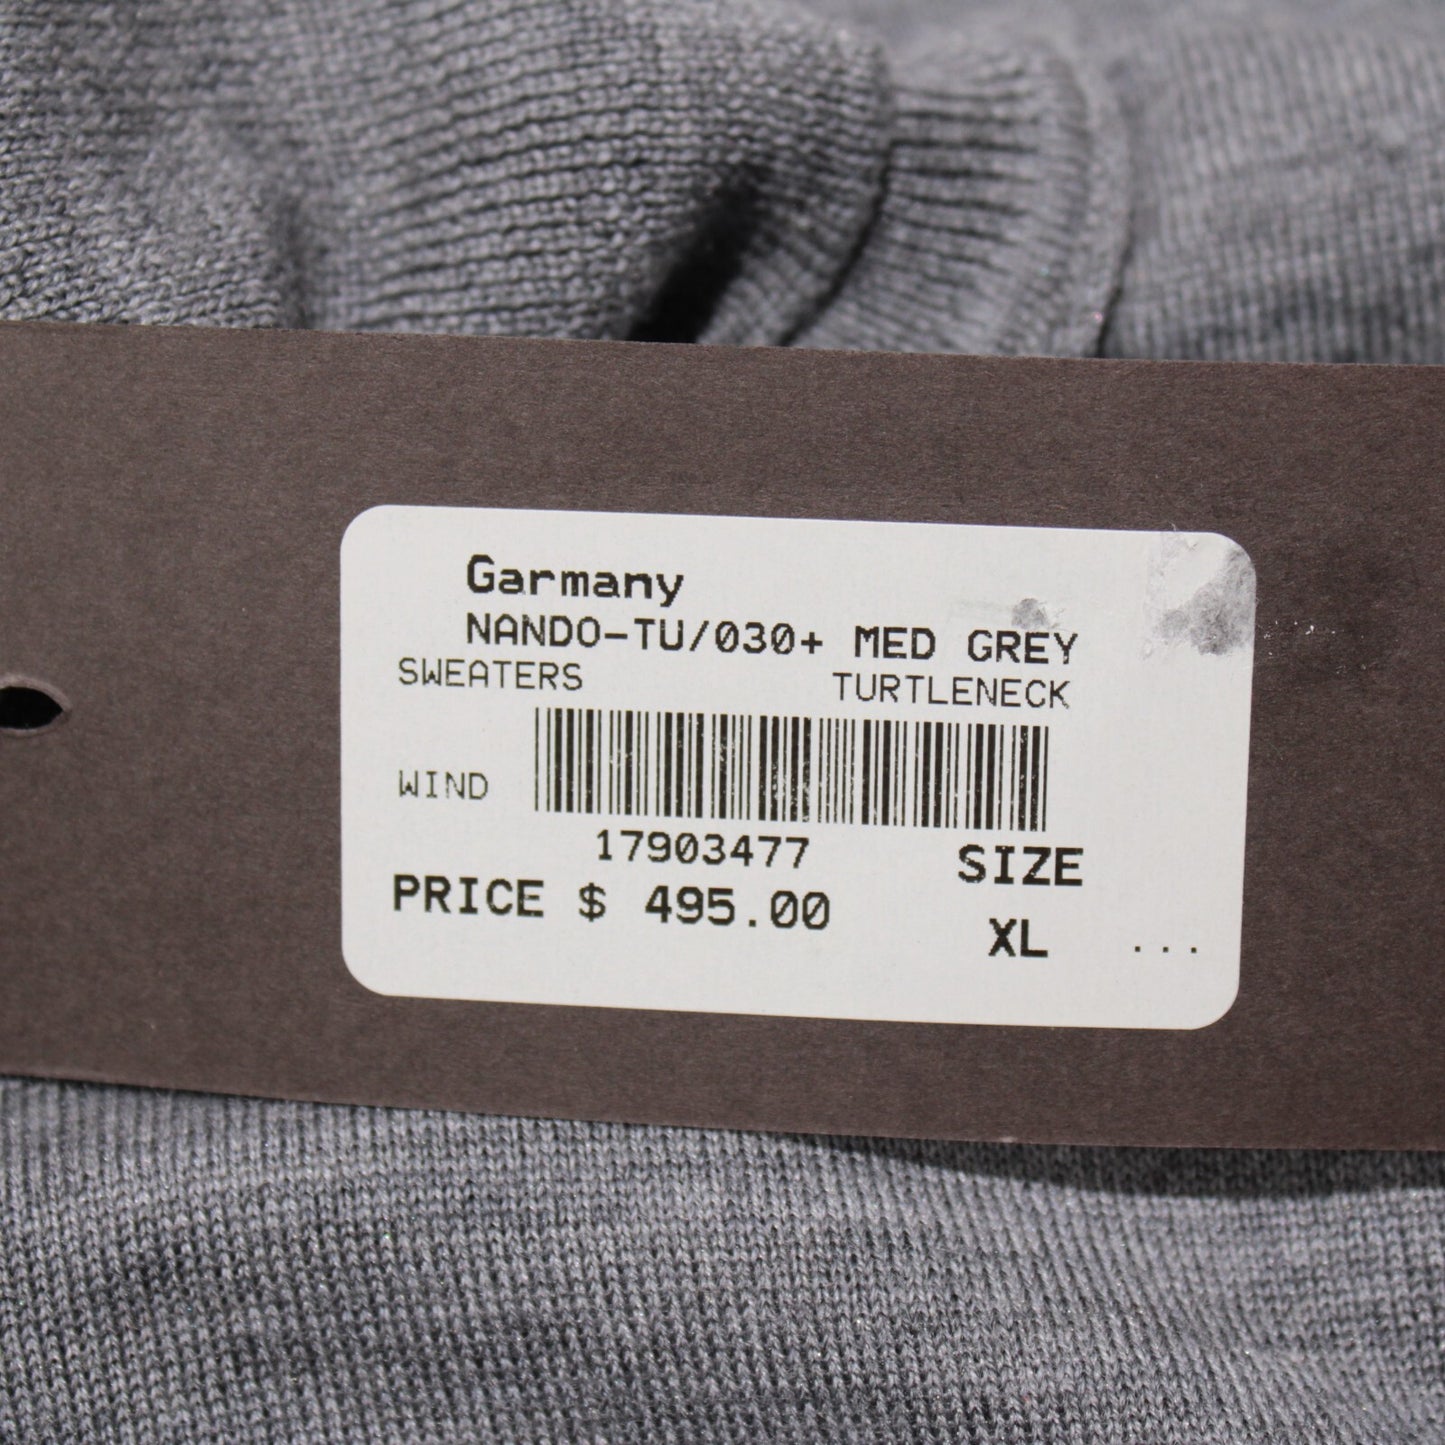 Garmany
NANDO-TU/030+ MED GREY
SWEATERS TURTLENECK
WIND
17903477
SIZE
PRICE $ 495.00
XL ...